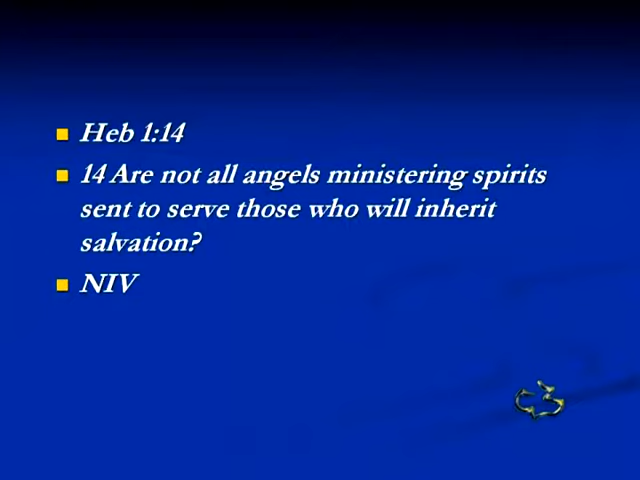 Heb 1:14
14 Are not all angels ministering spirits
sent to serve those who will inherit
salvation?
NIV